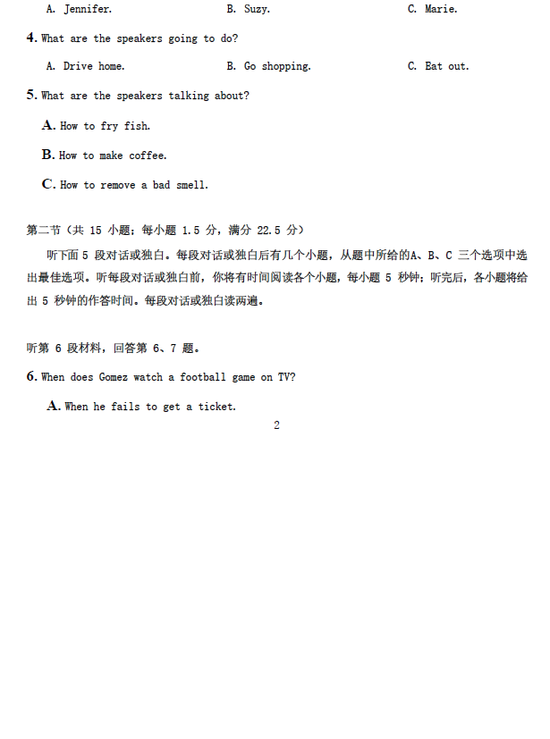 A. Jennifer. B. Suzy. C. Marie.
4. What are the speakers going to do?
A. Drive home. B. Go shopping. C. Eat out.
5. What are the speakers talking about?
A. How to fry fish.
B. How to make coffee.
C. How to remove a bad smell.
第二节（共 15 小题；每小题 1.5 分，满分 22.5 分）
听下面 5 段对话或独白。每段对话或独白后有几个小题，从题中所给的A、B、C 三个选项中选
出最佳选项。听每段对话或独白前，你将有时间阅读各个小题，每小题 5 秒钟；听完后，各小题将给
出 5 秒钟的作答时间。每段对话或独白读两遍。
听第 6 段材料，回答第 6、7 题。
6. When does Gomez watch a football game on TV?
A. When he fails to get a ticket.
2